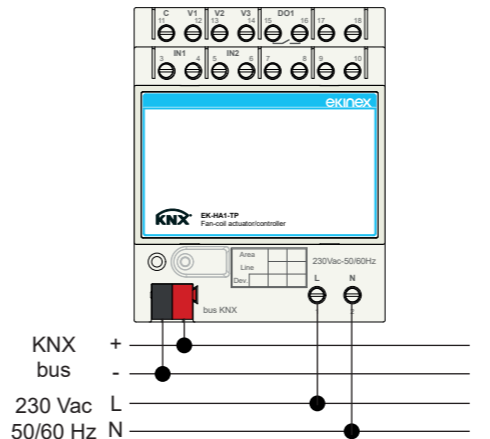 C V1 V2 V3 DO1
11 12 13 14 15 16 17 18
IN1 IN2
3 4 5 6 7 8 9 10
ekinex
KNX
EK-HA1-TP
Fan-coil actuator/controller
Area
Line
Dev.
230Vac-50/60Hz
L N
1 2
bus KNX
KNX +
bus -
230 Vac L
50/60 Hz N